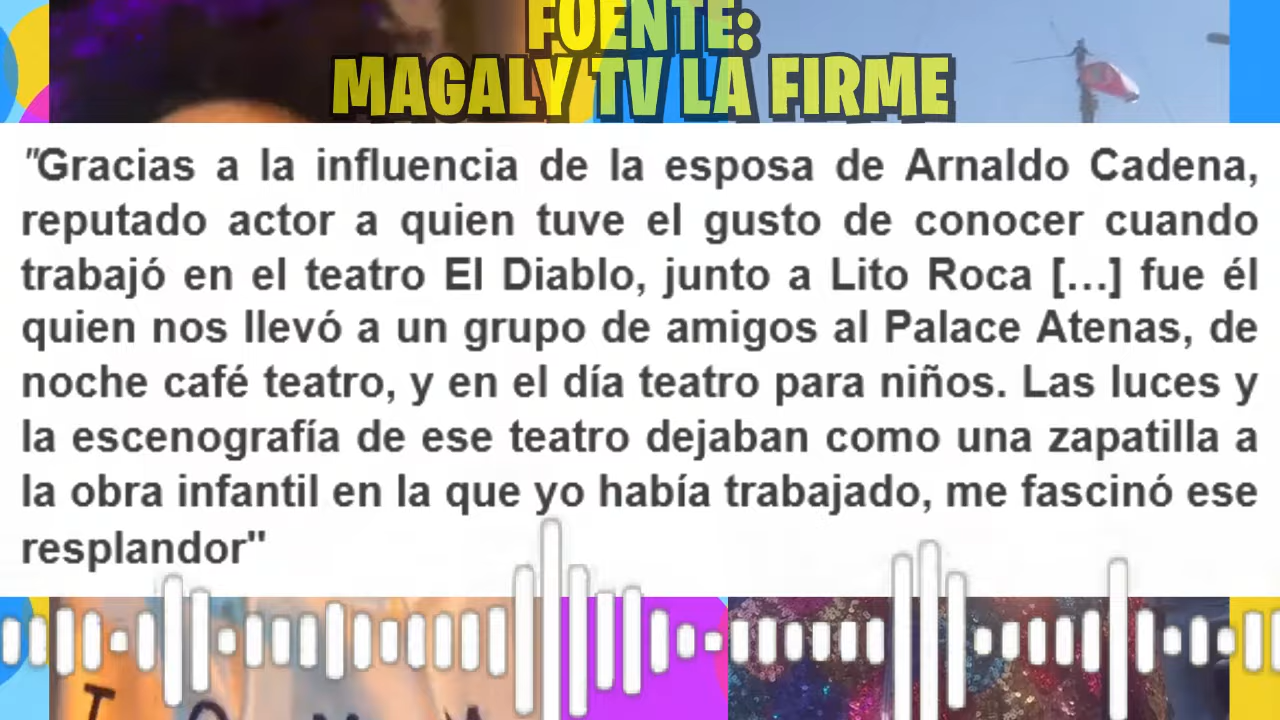 FUENTE:
MAGALY TV LA FIRME
"Gracias a la influencia de la esposa de Arnaldo Cadena,
reputado actor a quien tuve el gusto de conocer cuando
trabajó en el teatro El Diablo, junto a Lito Roca [...] fue él
quien nos llevó a un grupo de amigos al Palace Atenas, de
noche café teatro, y en el día teatro para niños. Las luces y
la escenografía de ese teatro dejaban como una zapatilla a
la obra infantil en la que yo había trabajado, me fascinó ese
resplandor"